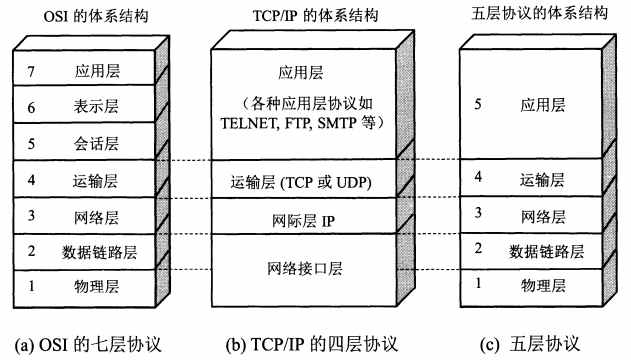 OSI 的体系结构
TCP/IP 的体系结构
五层协议的体系结构
7 应用层
6 表示层
5 会话层
4 运输层
3 网络层
2 数据链路层
1 物理层
应用层
(各种应用层协议如
TELNET, FTP, SMTP 等)
运输层 (TCP 或 UDP)
网际层 IP
网络接口层
5 应用层
4 运输层
3 网络层
2 数据链路层
1 物理层
(a) OSI 的七层协议
(b) TCP/IP 的四层协议
(c) 五层协议